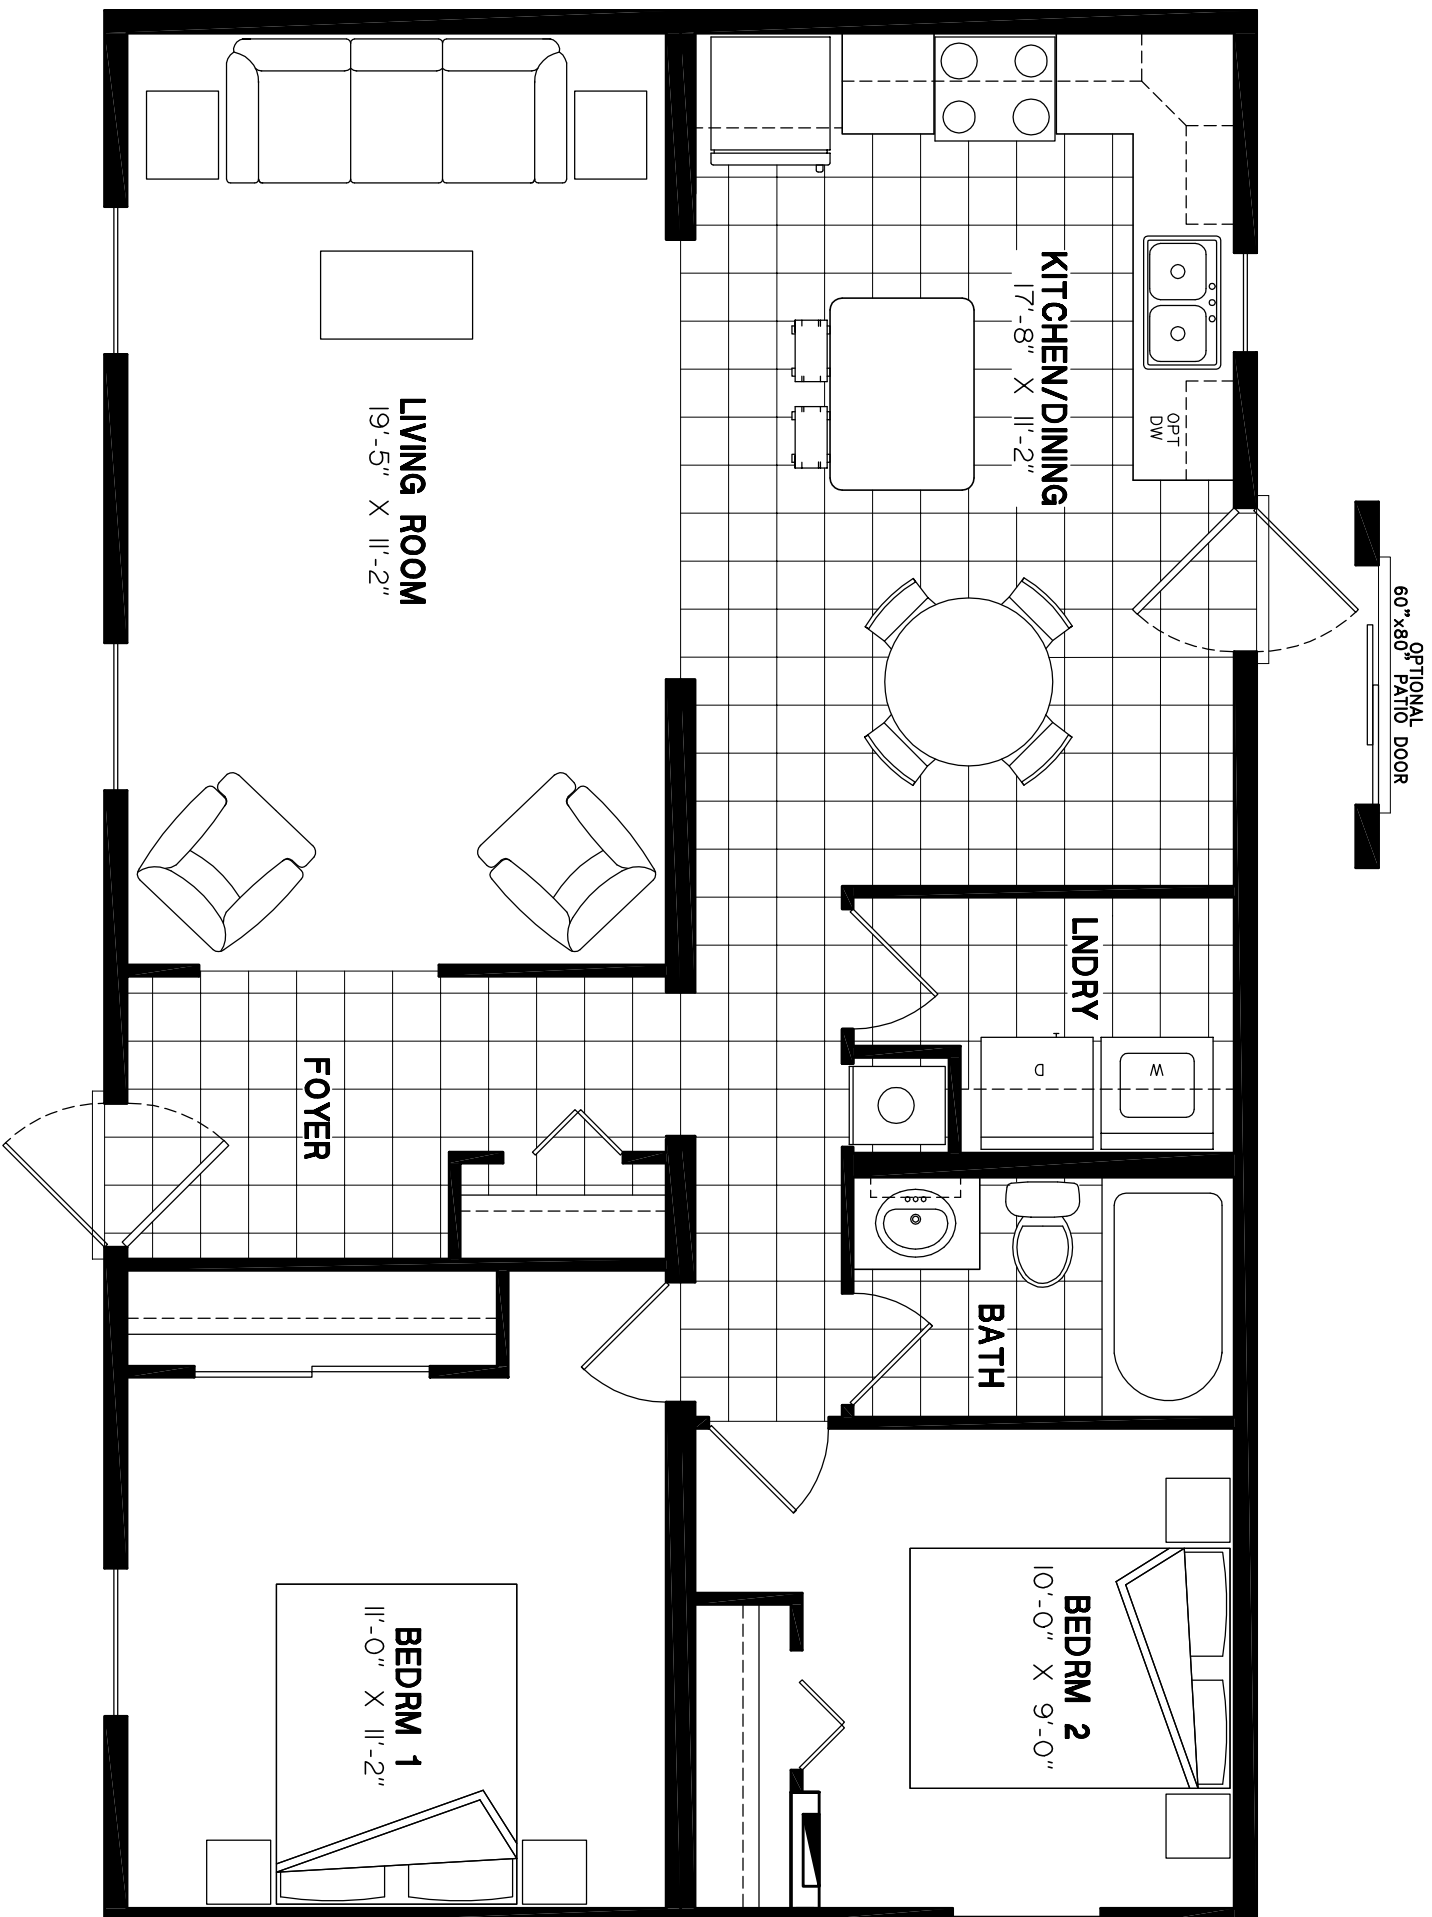 OPTIONAL
60"x80" PATIO DOOR
OPT
DW
KITCHEN/DINING
17'-8" X 11'-2"
LNDRY
W
D
BATH
BEDRM 2
10'-0" X 9'-0"
LIVING ROOM
19'-5" X 11'-2"
FOYER
BEDRM 1
11'-0" X 11'-2"